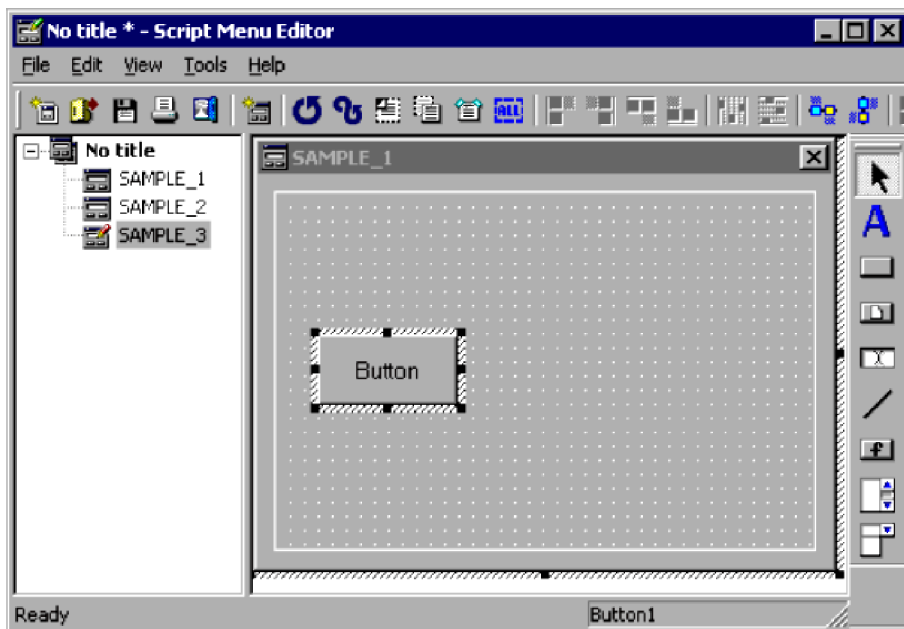 No title * - Script Menu Editor
File Edit View Tools Help
ALL
No title
SAMPLE_1
SAMPLE_2
SAMPLE_3
SAMPLE_1
Button
A
f
Ready
Button1